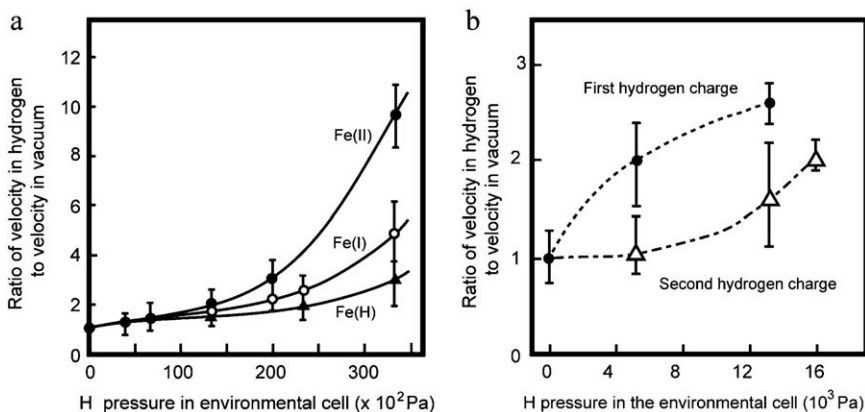 a
Ratio of velocity in hydrogen
to velocity in vacuum
12
10
8
6
4
2
0
Fe(II)
Fe(I)
Fe(H)
0
100
200
300
H pressure in environmental cell (x 10²Pa)
b
Ratio of velocity in hydrogen
to velocity in vacuum
3
2
1
0
First hydrogen charge
Second hydrogen charge
0
4
8
12
16
H pressure in the environmental cell (10³Pa)